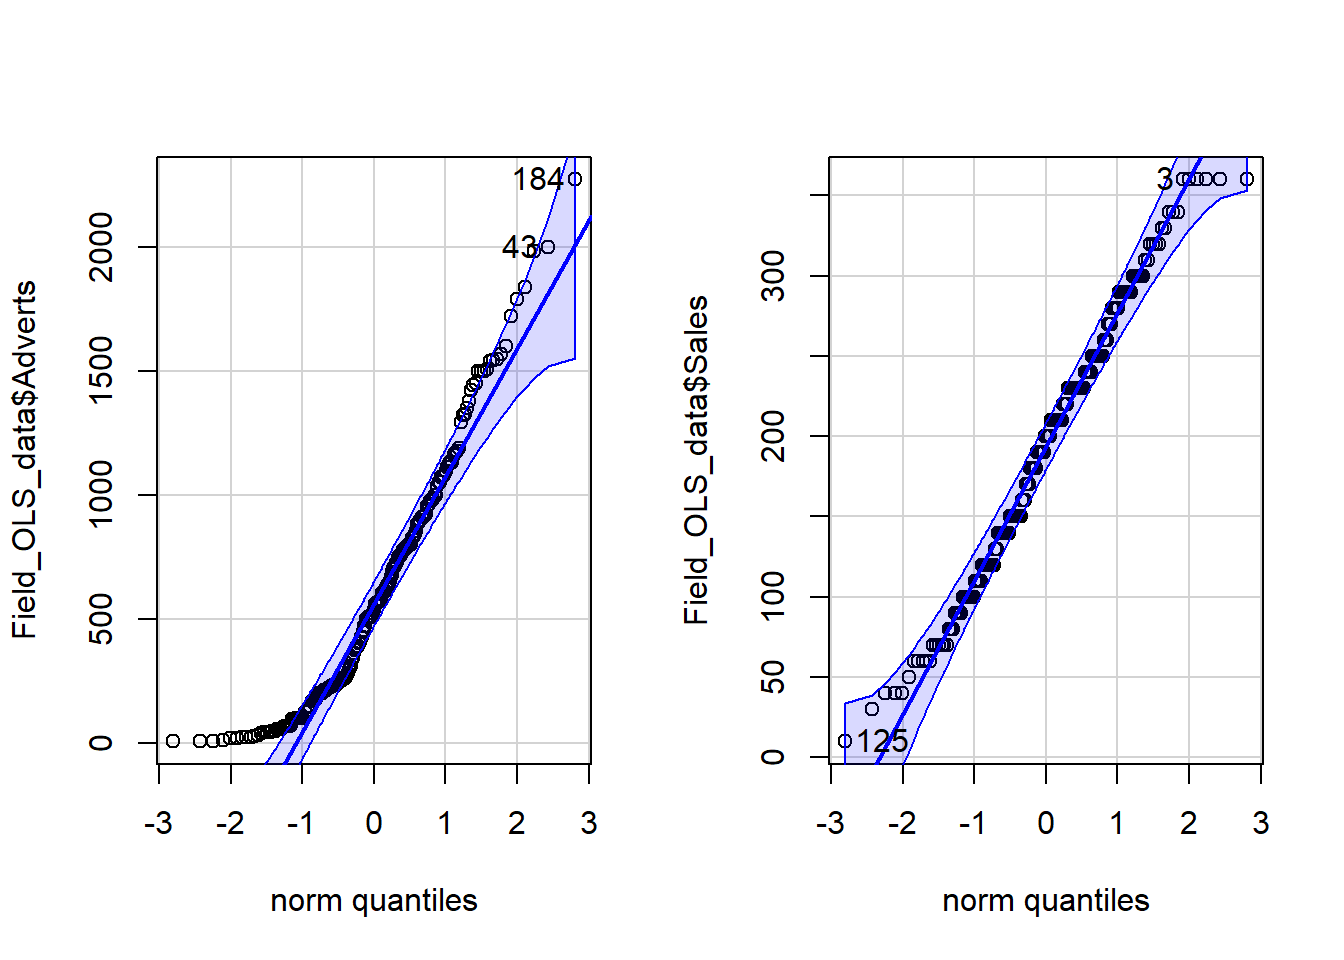 Field_OLS_data$Adverts
2000
1500
1000
500
0
184
43
-3 -2 -1 0 1 2 3
norm quantiles
Field_OLS_data$Sales
300
200
100
50
0
3
125
-3 -2 -1 0 1 2 3
norm quantiles